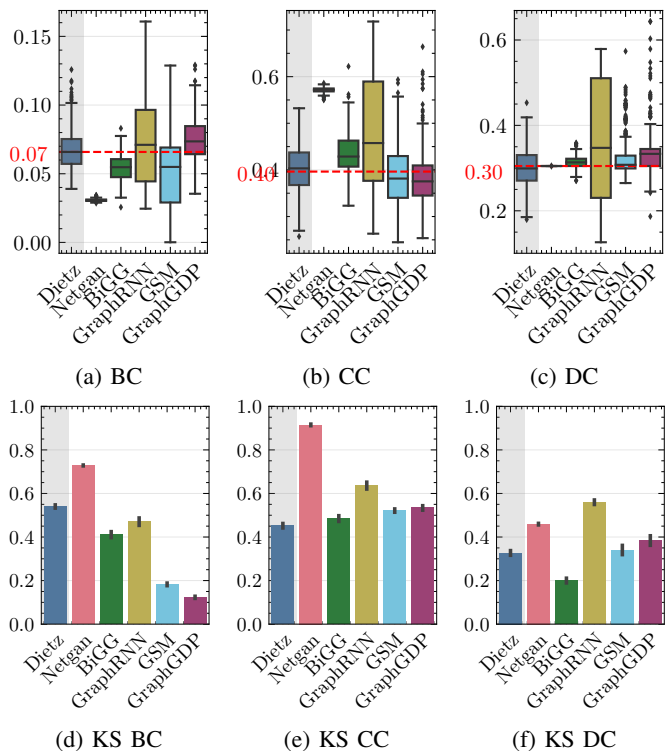 0.15
0.10
0.07
0.05
0.00
Dietz
Netgan
BiGG
GraphRNN
GSM
GraphGDP
(a) BC
0.6
0.4
0.40
Dietz
Netgan
BiGG
GraphRNN
GSM
GraphGDP
(b) CC
0.6
0.4
0.30
0.2
Dietz
Netgan
BiGG
GraphRNN
GSM
GraphGDP
(c) DC
1.0
0.8
0.6
0.4
0.2
0.0
Dietz
Netgan
BiGG
GraphRNN
GSM
GraphGDP
(d) KS BC
1.0
0.8
0.6
0.4
0.2
0.0
Dietz
Netgan
BiGG
GraphRNN
GSM
GraphGDP
(e) KS CC
1.0
0.8
0.6
0.4
0.2
0.0
Dietz
Netgan
BiGG
GraphRNN
GSM
GraphGDP
(f) KS DC